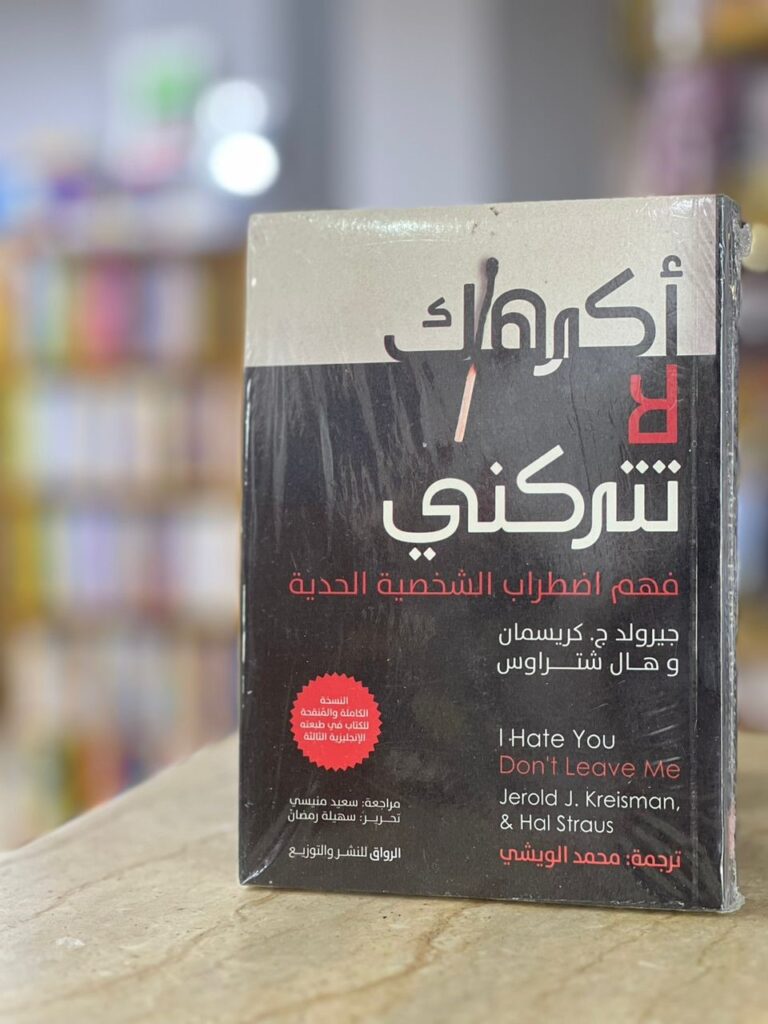 أكرهك
لا
تتركني
فهم اضطراب الشخصية الحدية
جيرولد ج. كريسمان
و هـال شتـراوس
النسخة
الكاملة والمنقحة
للكتاب في طبعته
الإنجليزية الثالثة
I Hate You
Don't Leave Me
Jerold J. Kreisman,
& Hal Straus
ترجمة: محمد الويشي
مراجعة: سعيد منيسي
تحرير: سهيلة رمضان
الرواق للنشر والتوزيع